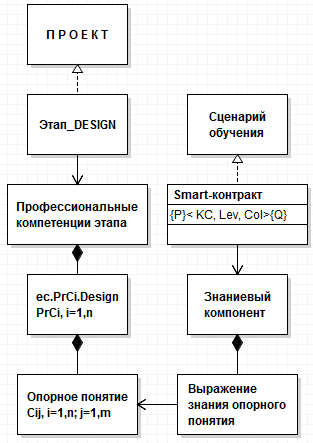 П Р О Е К Т
Этап_DESIGN
Профессиональные
компетенции этапа
ec.PrCi.Design
PrCi, i=1,n
Опорное понятие
Cij, i=1,n; j=1,m
Сценарий
обучения
Smart-контракт
{P}< KC, Lev, Col>{Q}
Знаниевый
компонент
Выражение
знания опорного
понятия